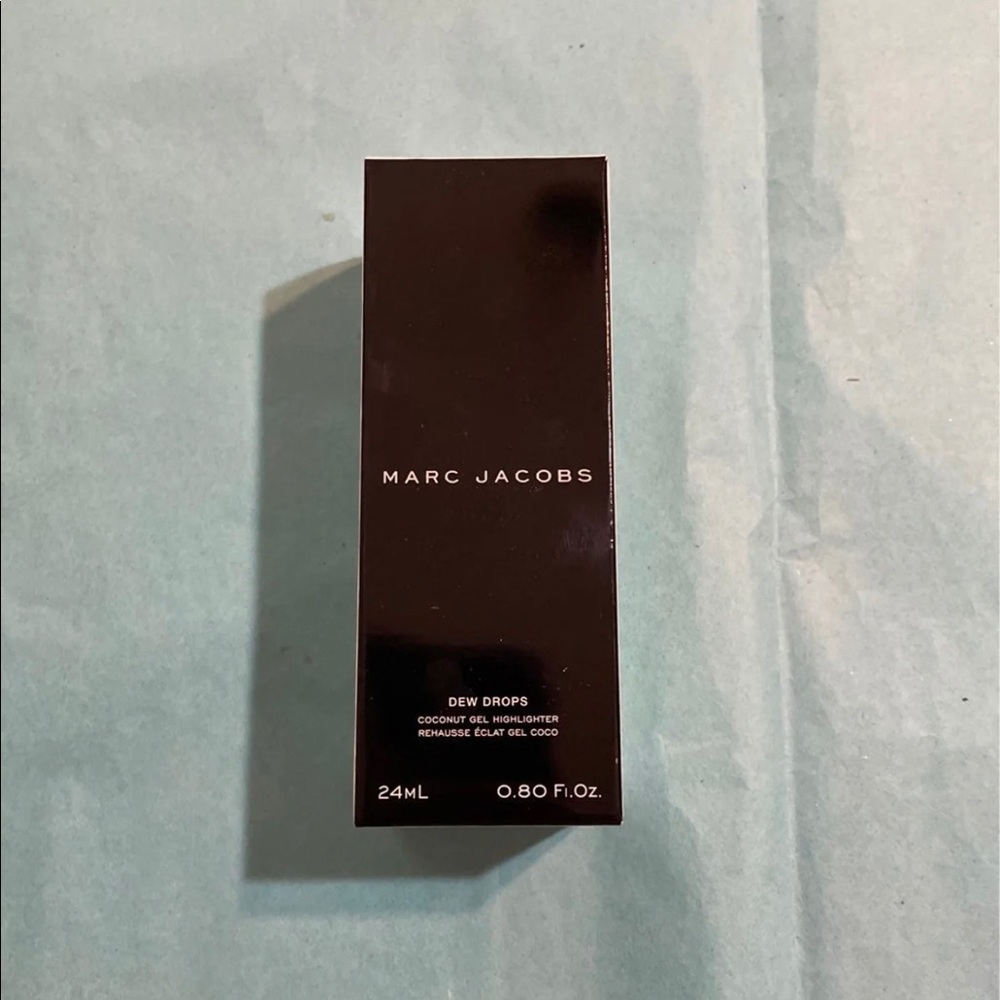 MARC JACOBS
DEW DROPS
COCONUT GEL HIGHLIGHTER
REHAUSSE ÉCLAT GEL COCO
24ML 0.80 Fl.Oz.